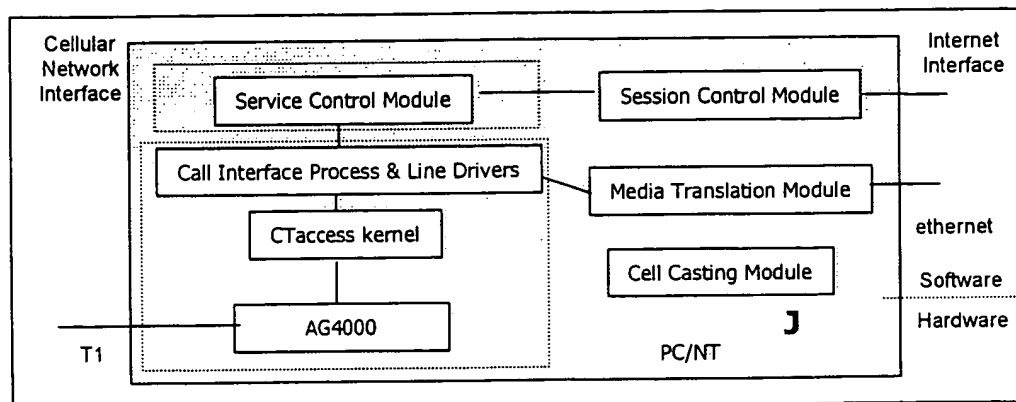 Cellular
Network
Interface
Internet
Interface
Service Control Module
Session Control Module
Call Interface Process & Line Drivers
Media Translation Module
CTaccess kernel
ethernet
Cell Casting Module
Software
AG4000
J
Hardware
T1
PC/NT